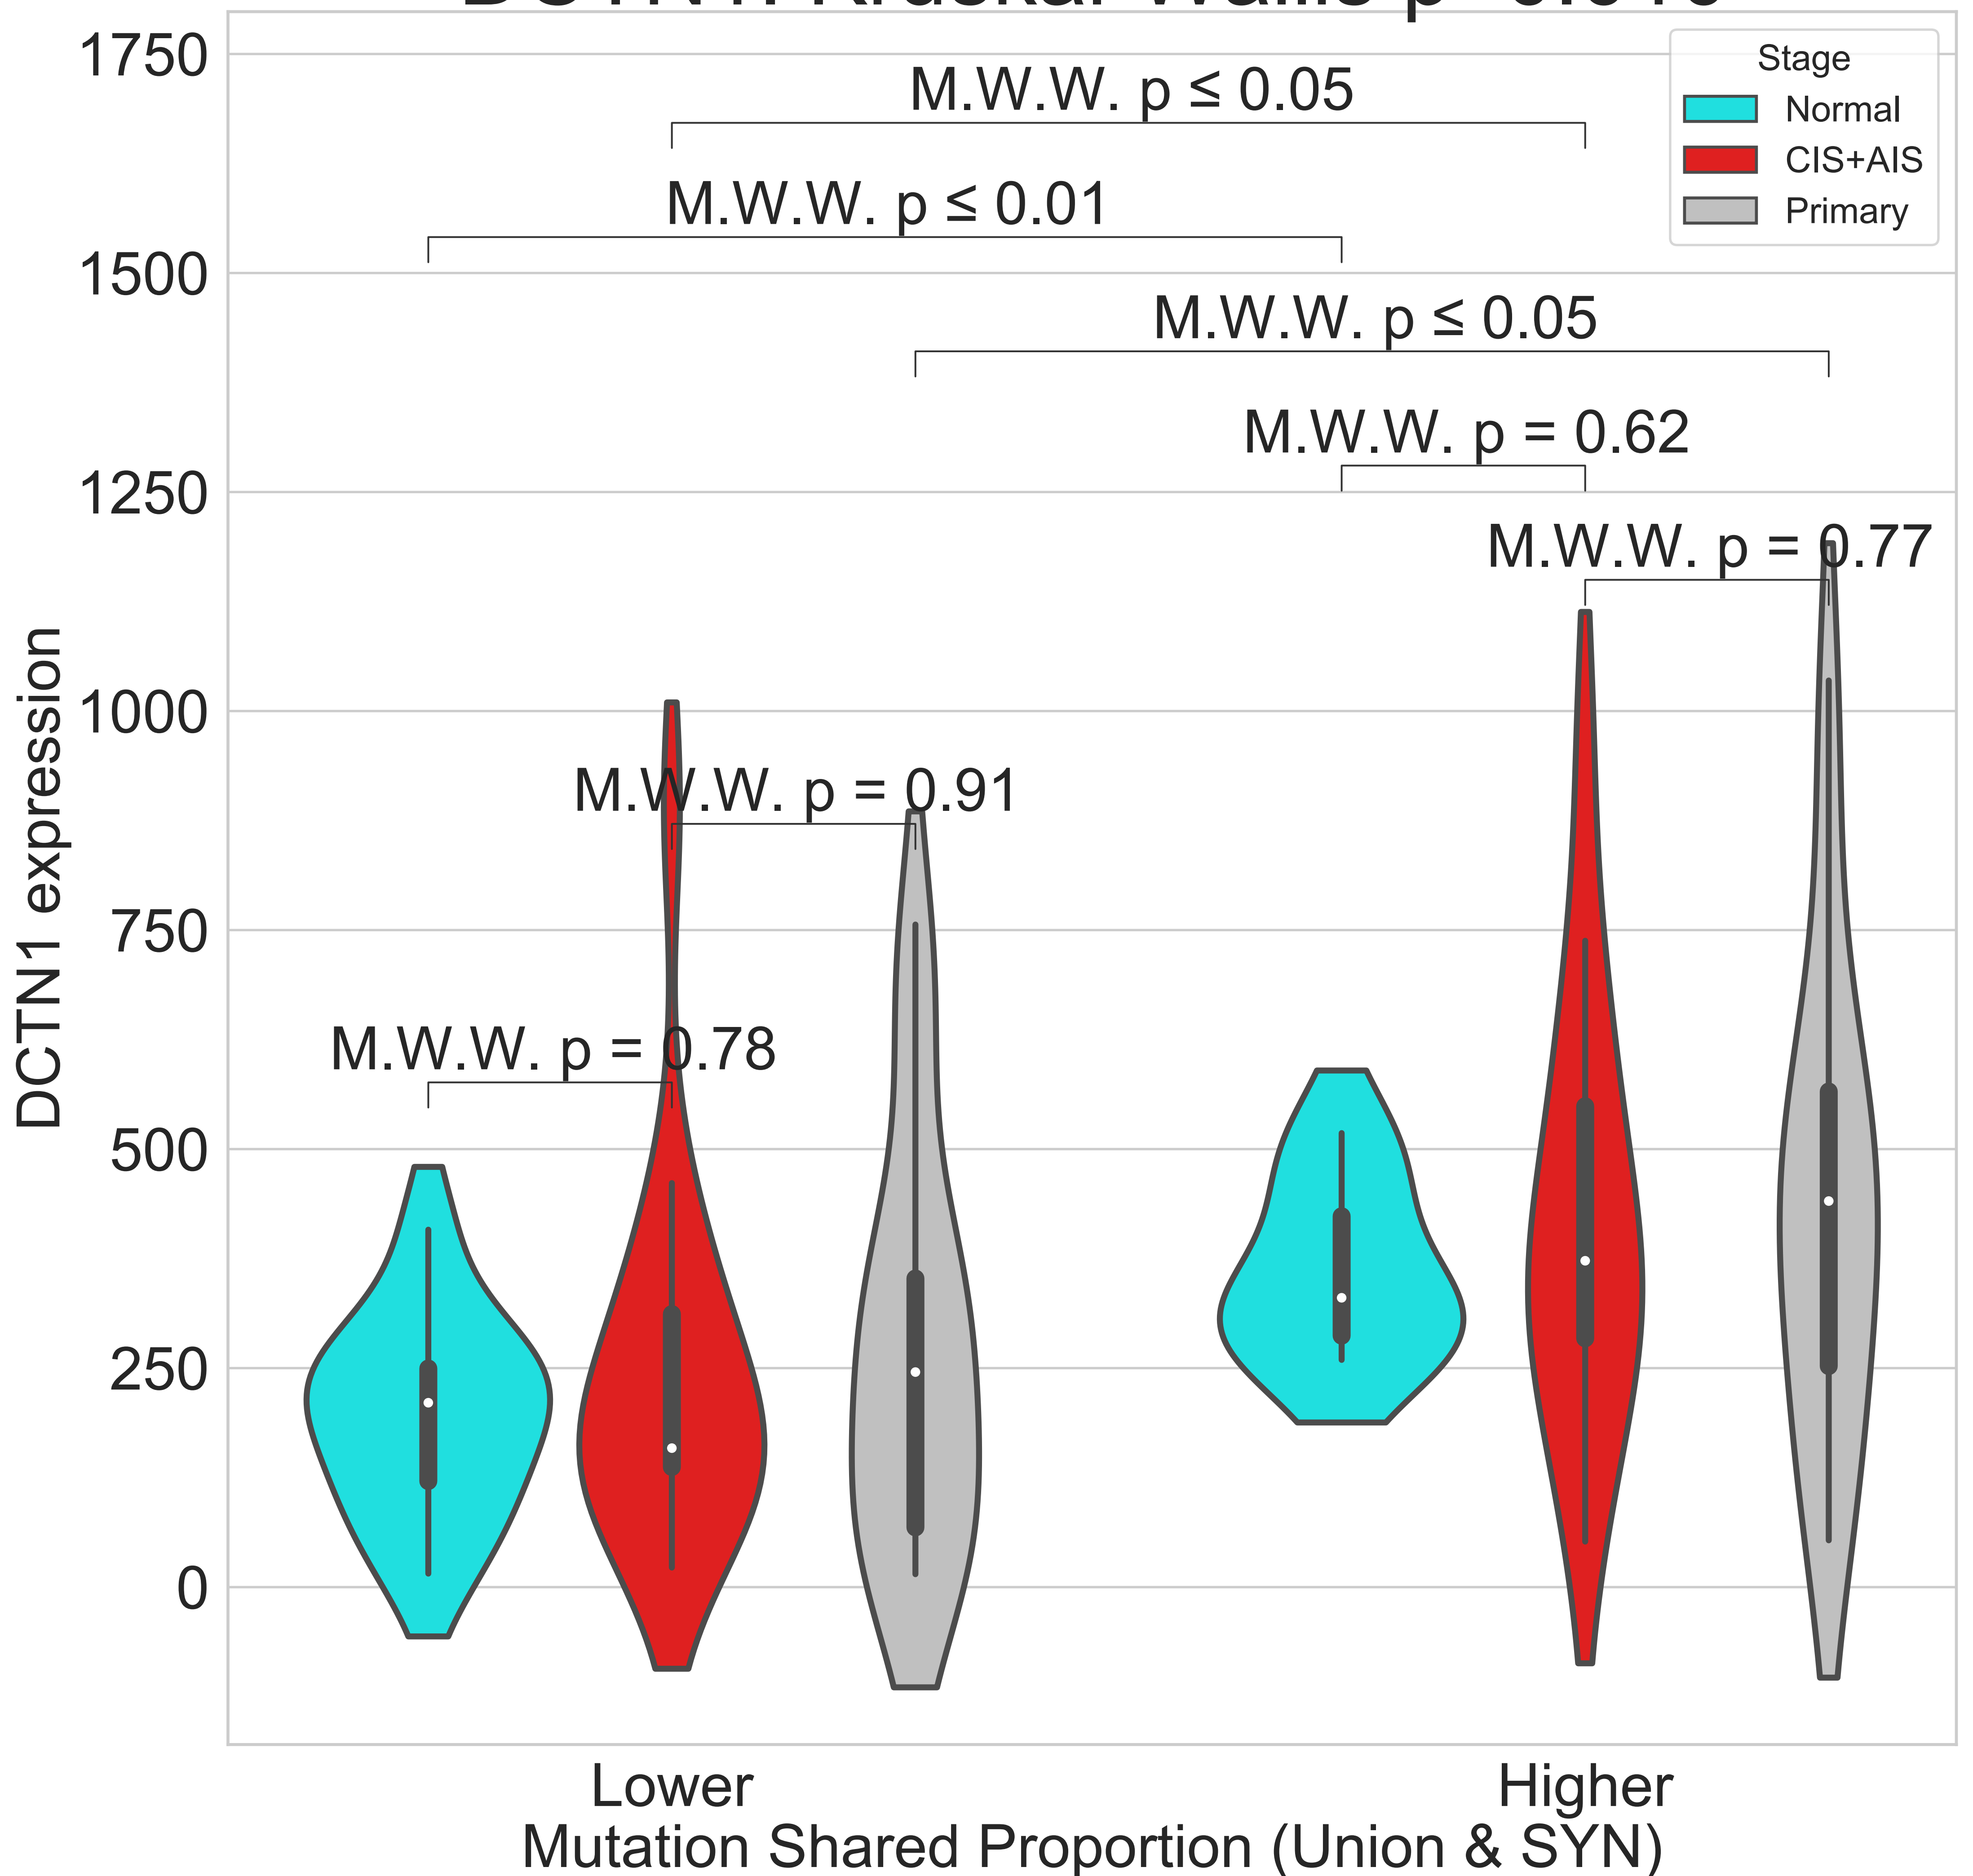 1750
1500
1250
1000
750
500
250
0
DCTN1 expression
Stage
Normal
CIS+AIS
Primary
M.W.W. p ≤ 0.05
M.W.W. p ≤ 0.01
M.W.W. p ≤ 0.05
M.W.W. p = 0.62
M.W.W. p = 0.77
M.W.W. p = 0.91
M.W.W. p = 0.78
Lower
Higher
Mutation Shared Proportion (Union & SYN)